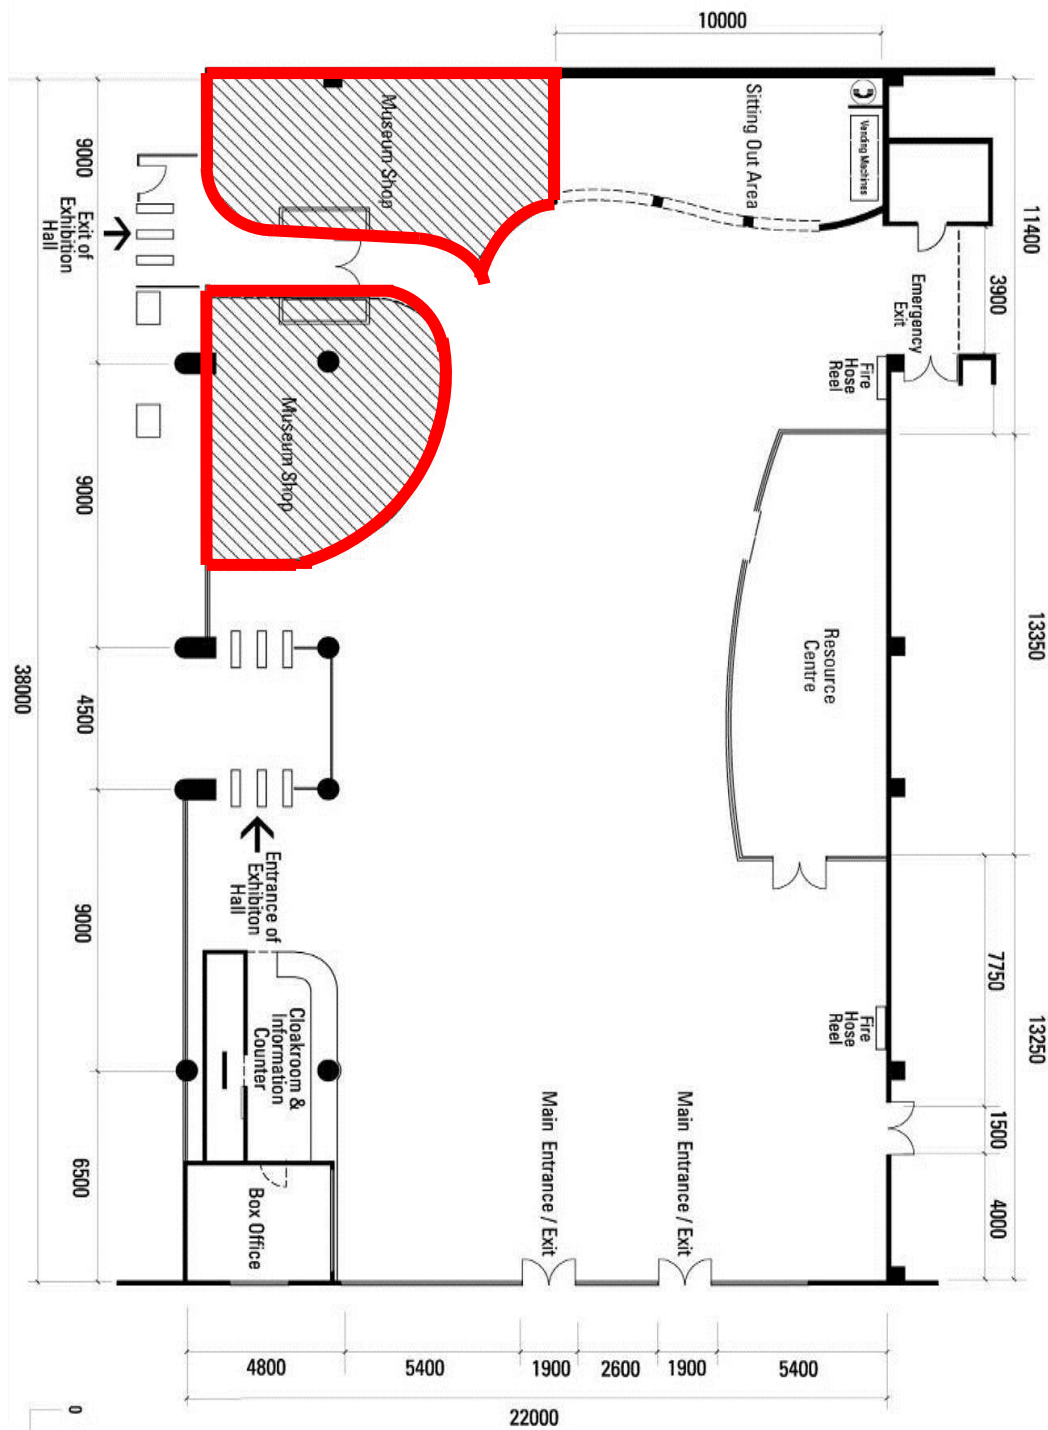 10000
Museum Shop
Sitting Out Area
Vending Machines
9000
Exit of
Exhibition
Hall
11400
3900
Emergency
Exit
Fire
Hose
Reel
Museum Shop
9000
13350
Resource
Centre
38000
4500
Entrance of
Exhibiton
Hall
9000
7750
Cloakroom &
Information
Counter
Fire
Hose
Reel
13250
Main Entrance / Exit
Main Entrance / Exit
1500
6500
Box Office
4000
4800
5400
1900
2600
1900
5400
22000
0